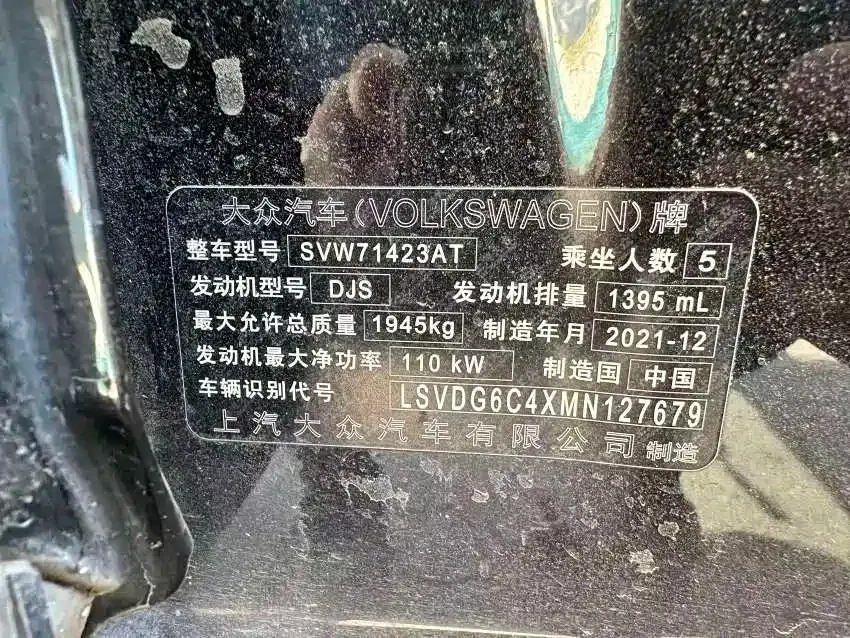 大众汽车(VOLKSWAGEN)牌
整车型号 SVW71423AT 乘坐人数 5
发动机型号 DJS 发动机排量 1395 mL
最大允许总质量 1945kg 制造年月 2021-12
发动机最大净功率 110 kW 制造国 中国
车辆识别代号 LSVDG6C4XMN127679
上汽大众汽车有限公司 制造